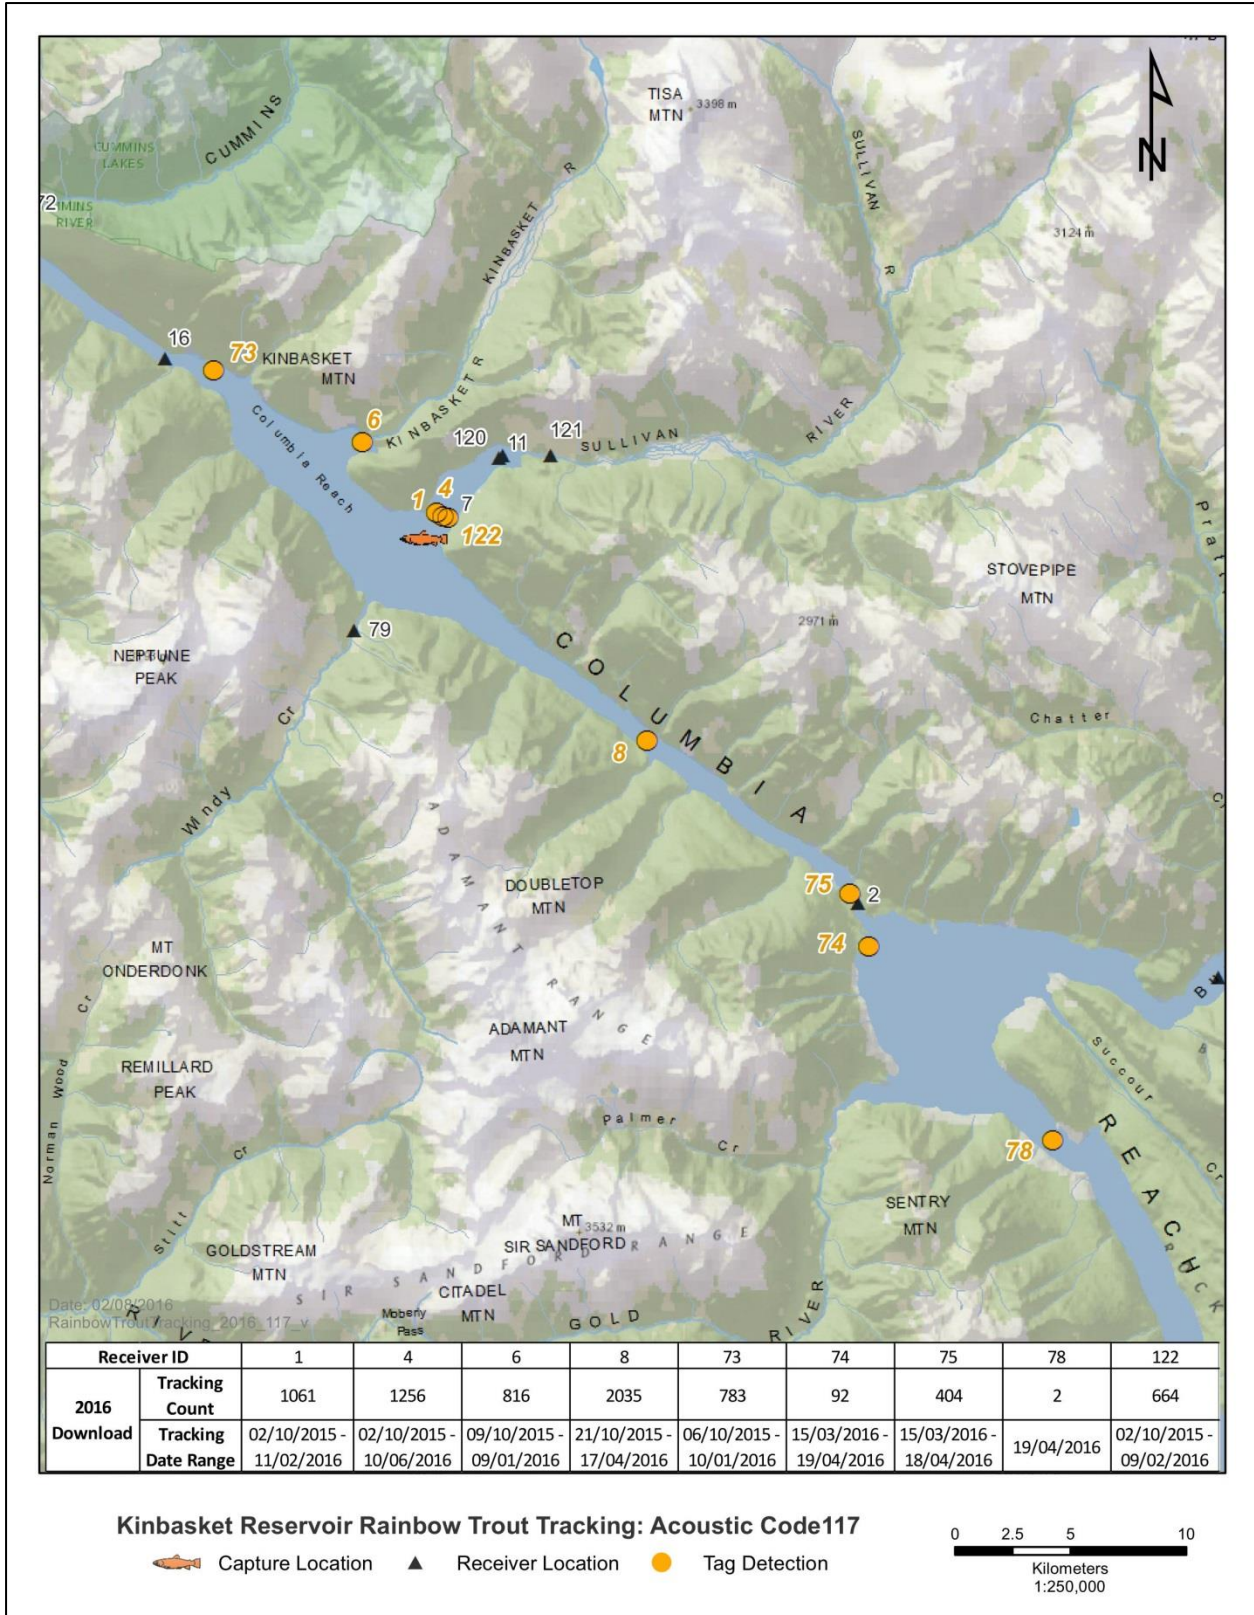 TISA
MTN
3398 m
CUMMINS
CUMMINS
LAKES
SULLIVAN
R
72
MMINS
RIVER
3124 m
KINBASKET
R
16
73
KINBASKET
MTN
Columbia Reach
6
KINBASKET R
120
11
121
SULLIVAN
RIVER
1
4
7
122
Pratt
STOVEPIPE
MTN
2971 m
79
NEPTUNE
PEAK
COLUMBIA
REACH
Chatter
Cr
8
Windy
Cr
ADAMANT
RANGE
DOUBLETOP
MTN
75
2
74
MT
ONDERDONK
ADAMANT
MTN
REMILLARD
PEAK
Norman Wood
Cr
Palmer
Cr
Succour
Cr
78
SENTRY
MTN
Stitt
Cr
MT
3532 m
SIR SANDFORD
GOLDSTREAM
MTN
SIR SANDFORD RANGE
CITADEL
MTN
Moberly
Pass
GOLD
RIVER
Date: 02/08/2016
RainbowTroutTracking_2016_117_v
Receiver ID 1 4 6 8 73 74 75 78 122
2016 Download Tracking Count 1061 1256 816 2035 783 92 404 2 664
Tracking Date Range 02/10/2015 - 11/02/2016 02/10/2015 - 10/06/2016 09/10/2015 - 09/01/2016 21/10/2015 - 17/04/2016 06/10/2015 - 10/01/2016 15/03/2016 - 19/04/2016 15/03/2016 - 18/04/2016 19/04/2016 02/10/2015 - 09/02/2016
Kinbasket Reservoir Rainbow Trout Tracking: Acoustic Code117
Capture Location Receiver Location Tag Detection
0 2.5 5 10
Kilometers
1:250,000
N